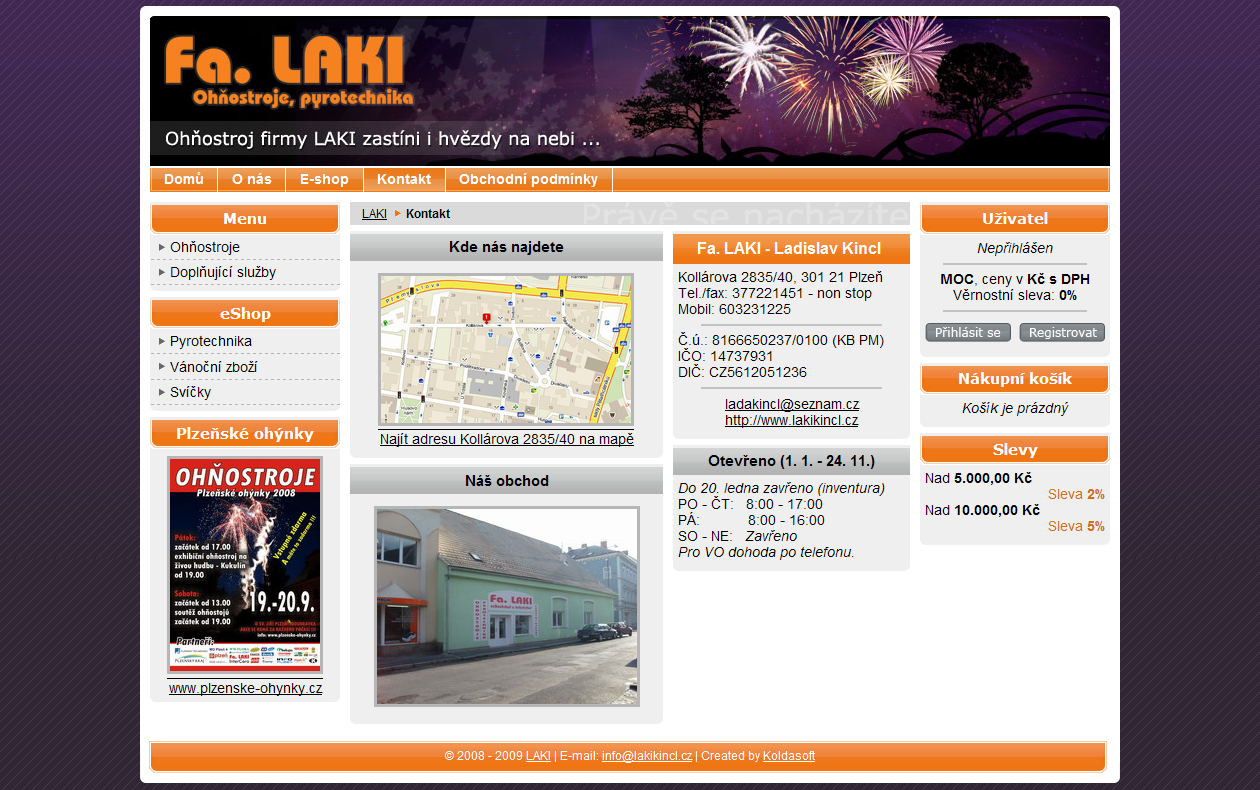 Fa. LAKI
Ohňostroje, pyrotechnika
Ohňostroj firmy LAKI zastíni i hvězdy na nebi ...
Domů O nás E-shop Kontakt Obchodní podmínky
Menu
Ohňostroje
Doplňující služby
eShop
Pyrotechnika
Vánoční zboží
Svíčky
Plzeňské ohýnky
OHŇOSTROJE
Plzeňské ohýnky 2008
Vstupné zdarma
Pátek:
začátek od 17.00
exhibiční ohňostroj na
živou hudbu - Kukulín
od 19.00
Sobota:
začátek od 13.00
soutěž ohňostojů
začátek od 19.00
19.-20.9.
Partneři:
www.plzenske-ohynky.cz
LAKI Kontakt
Právě se nacházíte
Kde nás najdete
Najít adresu Kollárova 2835/40 na mapě
Náš obchod
Fa. LAKI
Fa. LAKI - Ladislav Kincl
Kollárova 2835/40, 301 21 Plzeň
Tel./fax: 377221451 - non stop
Mobil: 603231225
Č.ú.: 8166650237/0100 (KB PM)
IČO: 14737931
DIČ: CZ5612051236
ladakincl@seznam.cz
http://www.lakikincl.cz
Otevřeno (1. 1. - 24. 11.)
Do 20. ledna zavřeno (inventura)
PO - ČT: 8:00 - 17:00
PÁ: 8:00 - 16:00
SO - NE: Zavřeno
Pro VO dohoda po telefonu.
Uživatel
Nepřihlášen
MOC, ceny v Kč s DPH
Věrnostní sleva: 0%
Přihlásit se Registrovat
Nákupní košík
Košík je prázdný
Slevy
Nad 5.000,00 Kč
Sleva 2%
Nad 10.000,00 Kč
Sleva 5%
© 2008 - 2009 LAKI | E-mail: info@lakikincl.cz | Created by Koldasoft